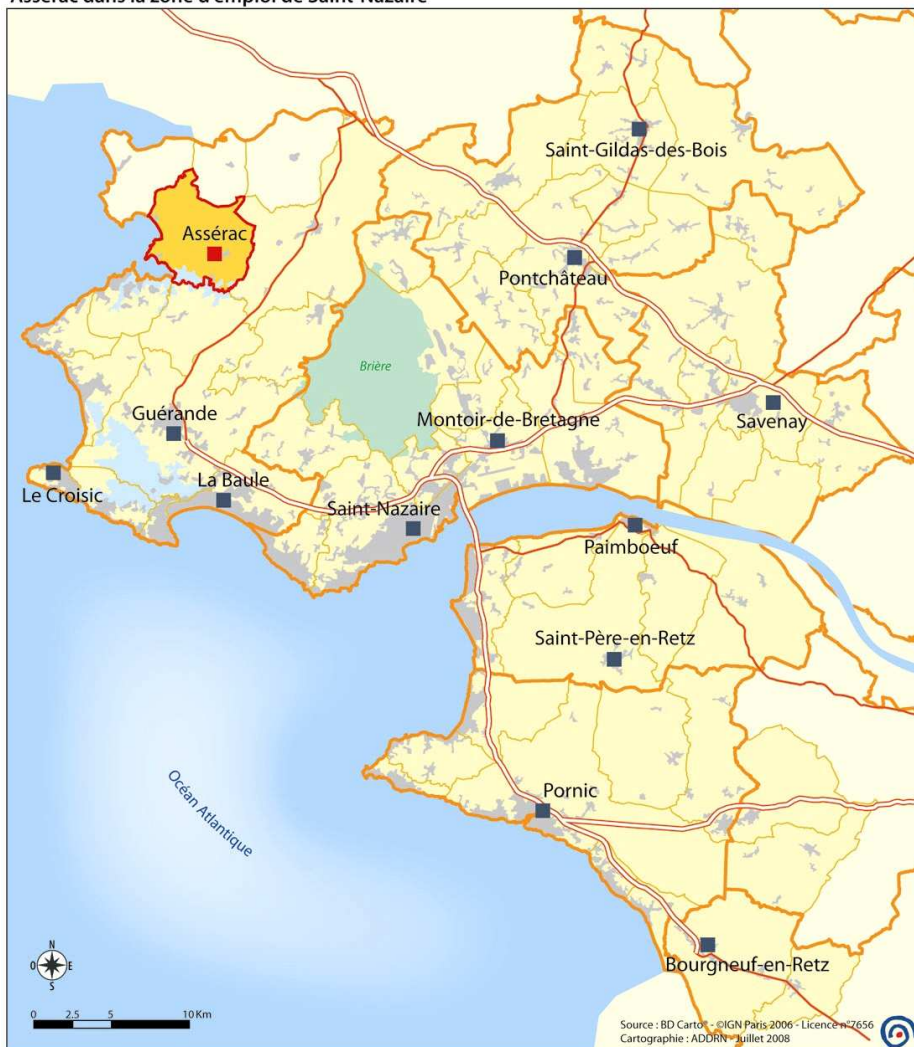 Assérac dans la zone d'emploi de Saint-Nazaire
Saint-Gildas-des-Bois
Assérac
Pontchâteau
Brière
Guérande
Montoir-de-Bretagne
Savenay
Le Croisic
La Baule
Saint-Nazaire
Paimboeuf
Saint-Père-en-Retz
Océan Atlantique
Pornic
Bourgneuf-en-Retz
N
O E
S
0 2.5 5 10 Km
Source : BD Carto® - ©IGN Paris 2006 - Licence n°7656
Cartographie : ADDRN - Juillet 2008